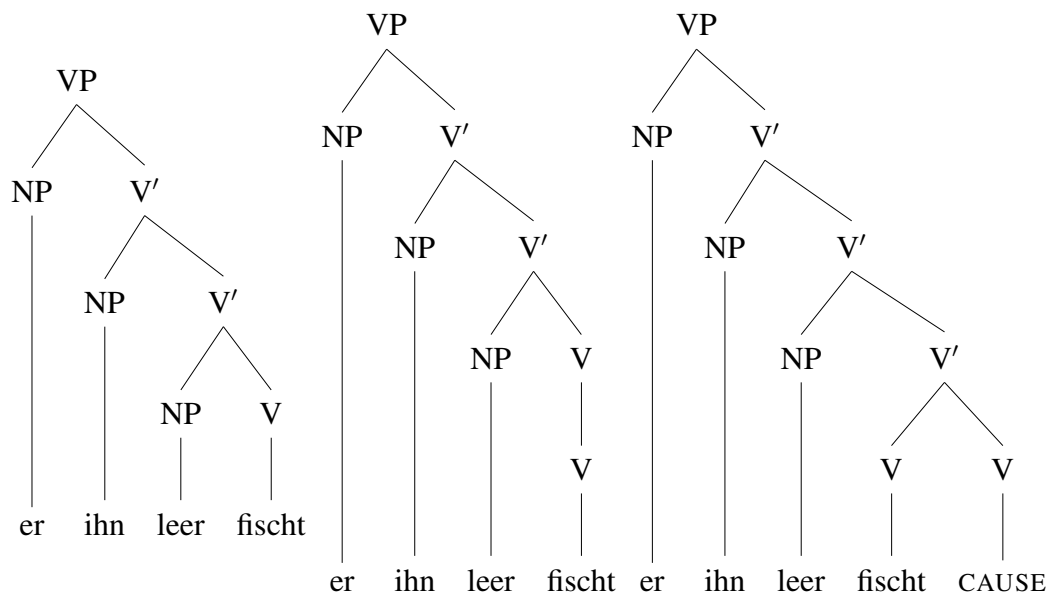 VP
NP V′
NP V′
NP V
er ihn leer fischt
VP
NP V′
NP V′
NP V
V
er ihn leer fischt
VP
NP V′
NP V′
NP V′
V V
er ihn leer fischt CAUSE